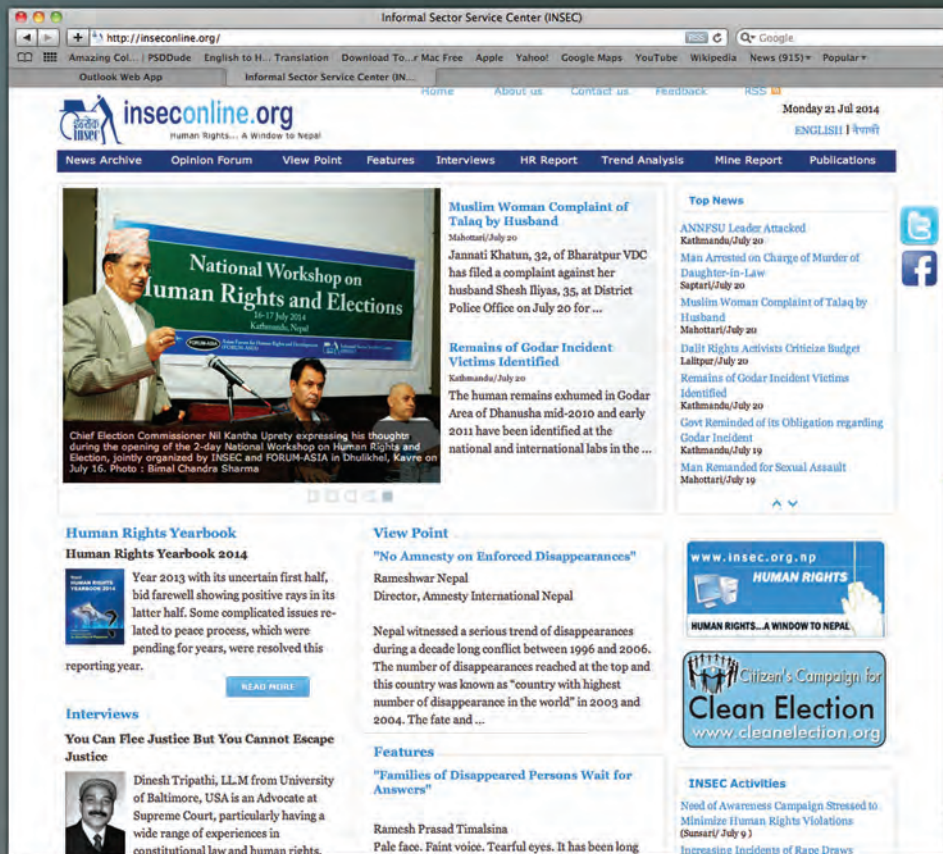 Informal Sector Service Center (INSEC)
http://inseconline.org/
RSS
Google
Amazing Col... | PSDDude English to H... Translation Download To...r Mac Free Apple Yahoo! Google Maps YouTube Wikipedia News (915) Popular
Outlook Web App
Informal Sector Service Center (IN...
Home About us Contact us Feedback RSS
इन्सेक
INSEC
inseconline.org
Human Rights... A Window to Nepal
Monday 21 Jul 2014
ENGLISH | नेपाली
News Archive Opinion Forum View Point Features Interviews HR Report Trend Analysis Mine Report Publications
National Workshop on
Human Rights and Elections
16-17 July 2014
Kathmandu, Nepal
FORUM-ASIA
Chief Election Commissioner Nil Kantha Uprety expressing his thoughts
during the opening of the 2-day National Workshop on Human Rights and
Election, jointly organized by INSEC and FORUM-ASIA in Dhulikhel, Kavre on
July 16. Photo : Bimal Chandra Sharma
Muslim Woman Complaint of
Talaq by Husband
Mahottari/July 20
Jannati Khatun, 32, of Bharatpur VDC
has filed a complaint against her
husband Shesh Iliyas, 35, at District
Police Office on July 20 for ...
Remains of Godar Incident
Victims Identified
Kathmandu/July 20
The human remains exhumed in Godar
Area of Dhanusha mid-2010 and early
2011 have been identified at the
national and international labs in the ...
Top News
ANNFSU Leader Attacked
Kathmandu/July 20
Man Arrested on Charge of Murder of
Daughter-in-Law
Saptari/July 20
Muslim Woman Complaint of Talaq by
Husband
Mahottari/July 20
Dalit Rights Activists Criticize Budget
Lalitpur/July 20
Remains of Godar Incident Victims
Identified
Kathmandu/July 20
Govt Reminded of its Obligation regarding
Godar Incident
Kathmandu/July 19
Man Remanded for Sexual Assault
Mahottari/July 19
Human Rights Yearbook
Human Rights Yearbook 2014
HUMAN RIGHTS
YEARBOOK 2014
Year 2013 with its uncertain first half,
bid farewell showing positive rays in its
latter half. Some complicated issues re-
lated to peace process, which were
pending for years, were resolved this
reporting year.
READ MORE
Interviews
You Can Flee Justice But You Cannot Escape
Justice
Dinesh Tripathi, LL.M from University
of Baltimore, USA is an Advocate at
Supreme Court, particularly having a
wide range of experiences in
constitutional law and human rights.
View Point
"No Amnesty on Enforced Disappearances"
Rameshwar Nepal
Director, Amnesty International Nepal
Nepal witnessed a serious trend of disappearances
during a decade long conflict between 1996 and 2006.
The number of disappearances reached at the top and
this country was known as "country with highest
number of disappearance in the world" in 2003 and
2004. The fate and ...
Features
"Families of Disappeared Persons Wait for
Answers"
Ramesh Prasad Timalsina
Pale face. Faint voice. Tearful eyes. It has been long
www.insec.org.np
HUMAN RIGHTS
HUMAN RIGHTS...A WINDOW TO NEPAL
Citizen's Campaign for
Clean Election
www.cleanelection.org
INSEC Activities
Need of Awareness Campaign Stressed to
Minimize Human Rights Violations
(Sunsari/ July 9 )
Increasing Incidents of Rape Draws